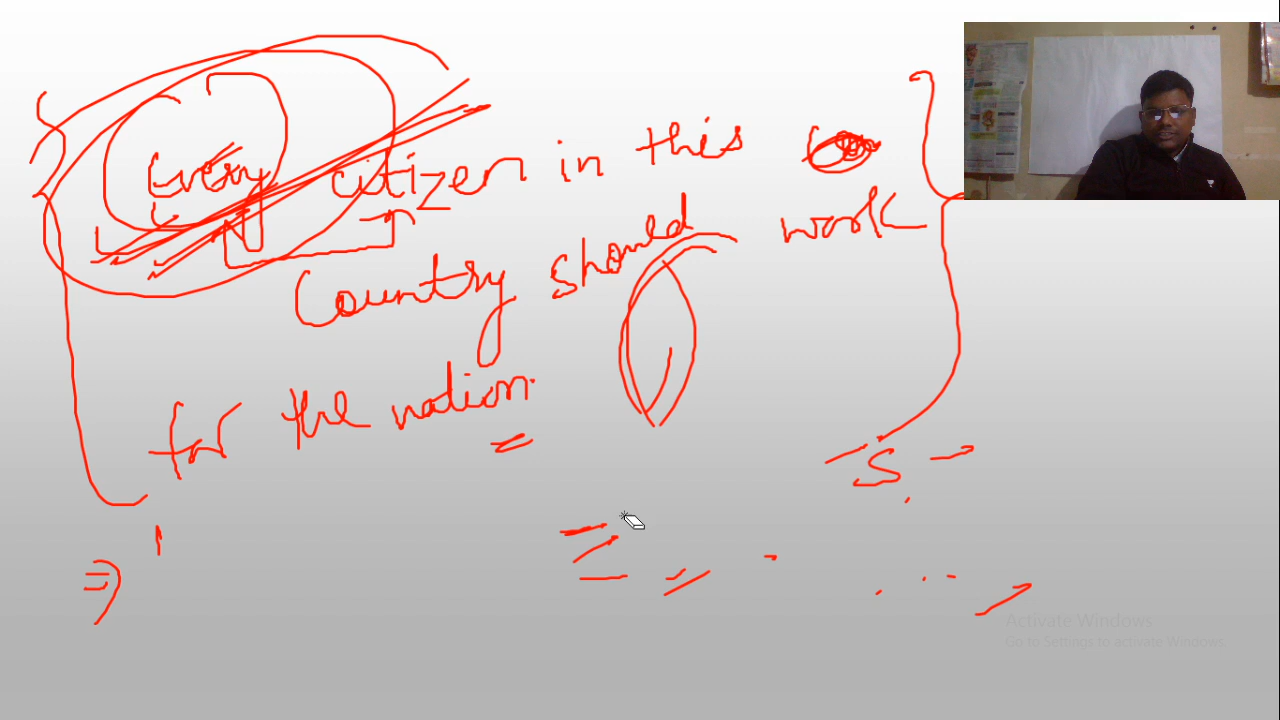 Every citizen in this
Country should work
for the nation.
S
Activate Windows
Go to Settings to activate Windows